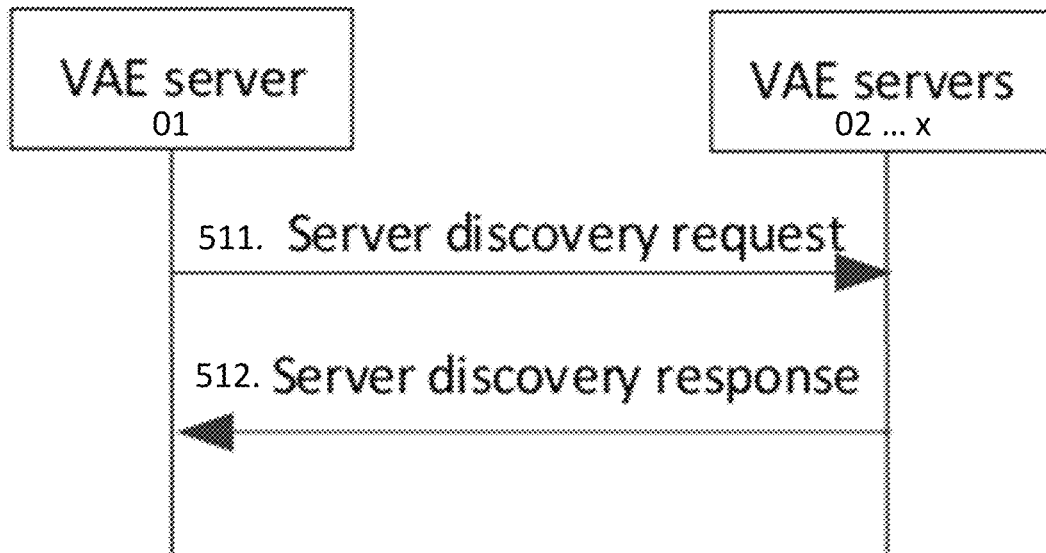 VAE server
01
VAE servers
02 ... x
511. Server discovery request
512. Server discovery response